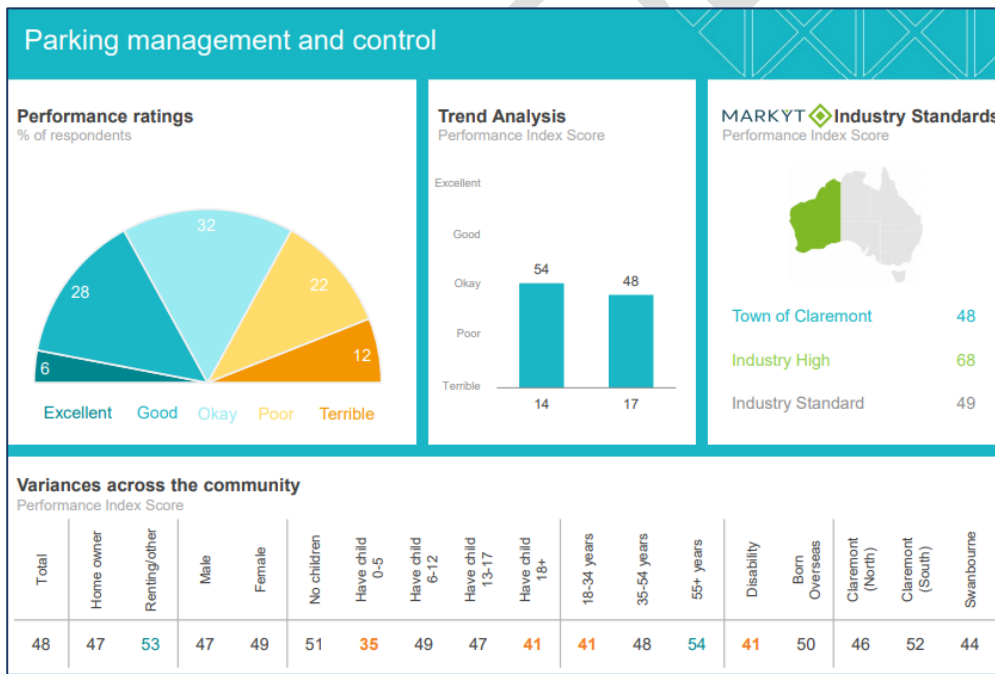 Parking management and control
Performance ratings
% of respondents
32
28
22
12
6
Excellent Good Okay Poor Terrible
Trend Analysis
Performance Index Score
Excellent
Good
Okay
Poor
Terrible
54
48
14
17
MARKYT Industry Standards
Performance Index Score
Town of Claremont 48
Industry High 68
Industry Standard 49
Variances across the community
Performance Index Score
Total
Home owner
Renting/other
Male
Female
No children
Have child
0-5
Have child
6-12
Have child
13-17
Have child
18+
18-34 years
35-54 years
55+ years
Disability
Born
Overseas
Claremont
(North)
Claremont
(South)
Swanbourne
48 47 53 47 49 51 35 49 47 41 41 48 54 41 50 46 52 44